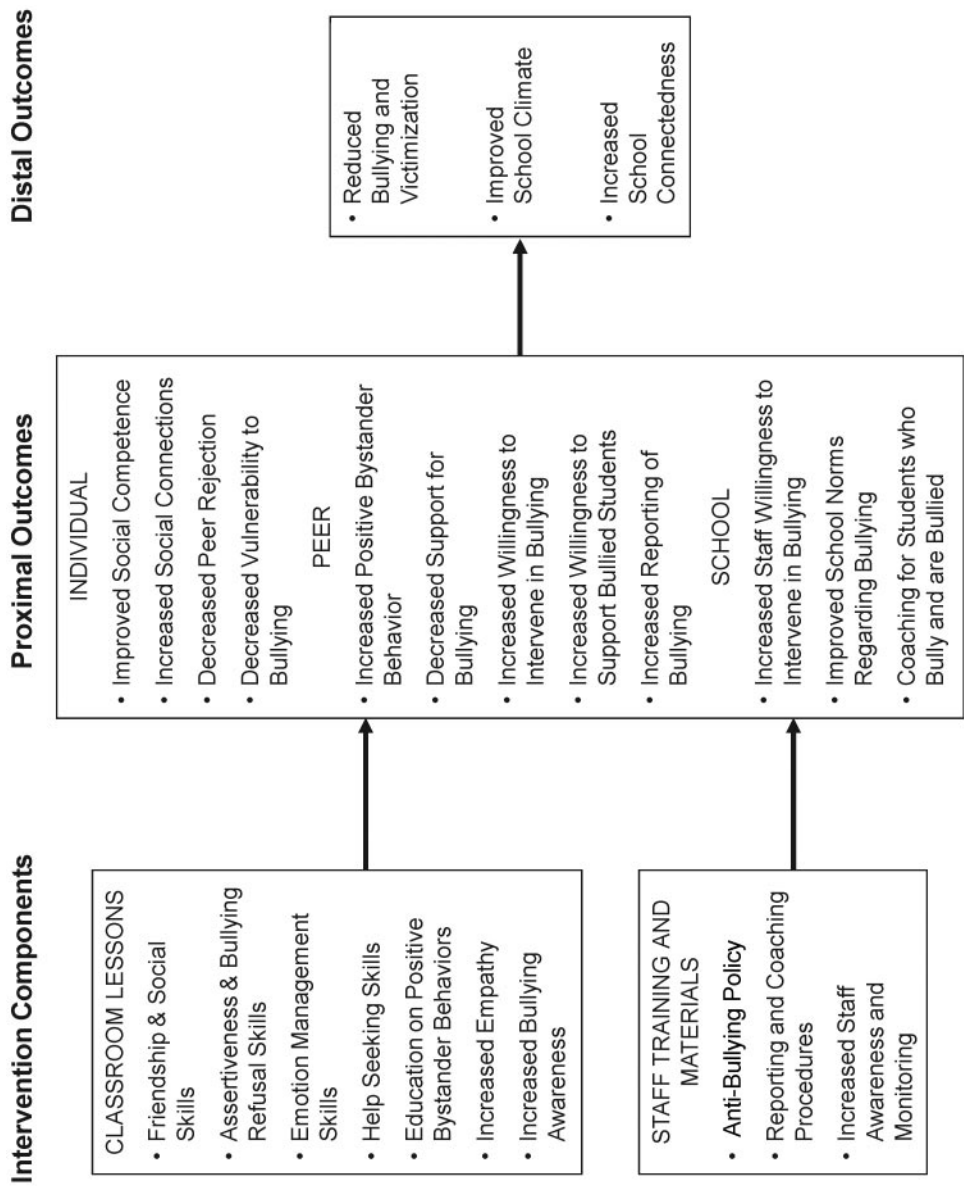 Intervention Components
CLASSROOM LESSONS
• Friendship & Social
Skills
• Assertiveness & Bullying
Refusal Skills
• Emotion Management
Skills
• Help Seeking Skills
• Education on Positive
Bystander Behaviors
• Increased Empathy
• Increased Bullying
Awareness
STAFF TRAINING AND
MATERIALS
• Anti-Bullying Policy
• Reporting and Coaching
Procedures
• Increased Staff
Awareness and
Monitoring
Proximal Outcomes
INDIVIDUAL
• Improved Social Competence
• Increased Social Connections
• Decreased Peer Rejection
• Decreased Vulnerability to
Bullying
PEER
• Increased Positive Bystander
Behavior
• Decreased Support for
Bullying
• Increased Willingness to
Intervene in Bullying
• Increased Willingness to
Support Bullied Students
• Increased Reporting of
Bullying
SCHOOL
• Increased Staff Willingness to
Intervene in Bullying
• Improved School Norms
Regarding Bullying
• Coaching for Students who
Bully and are Bullied
Distal Outcomes
• Reduced
Bullying and
Victimization
• Improved
School Climate
• Increased
School
Connectedness